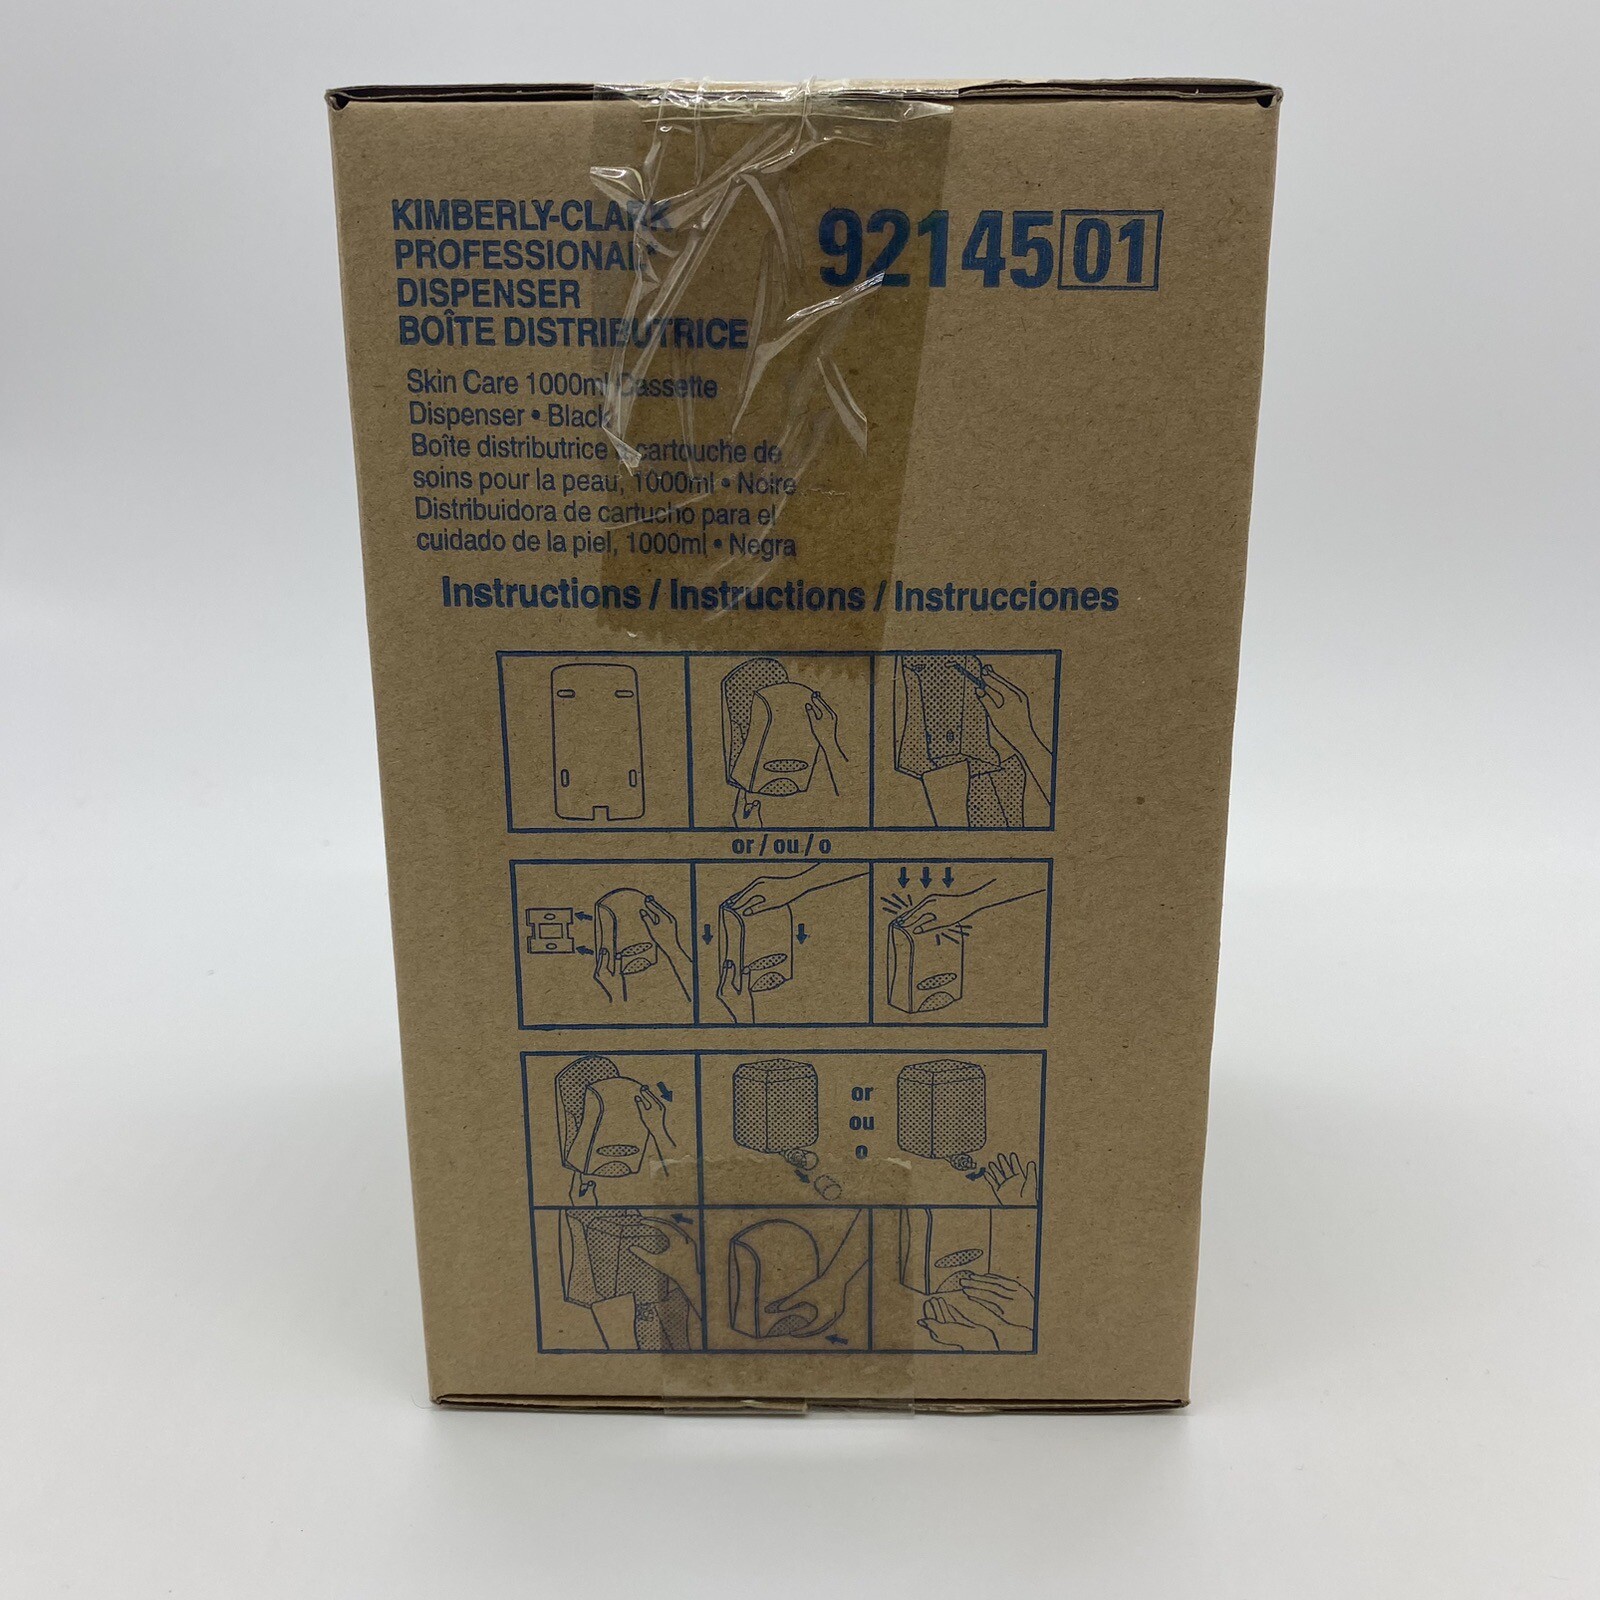 KIMBERLY-CLARK
PROFESSIONAL*
DISPENSER
BOÎTE DISTRIBUTRICE
92145 01
Skin Care 1000ml Cassette
Dispenser • Black
Boîte distributrice à cartouche de
soins pour la peau, 1000ml • Noire
Distribuidora de cartucho para el
cuidado de la piel, 1000ml • Negra
Instructions / Instructions / Instrucciones
or / ou / o
or
ou
o